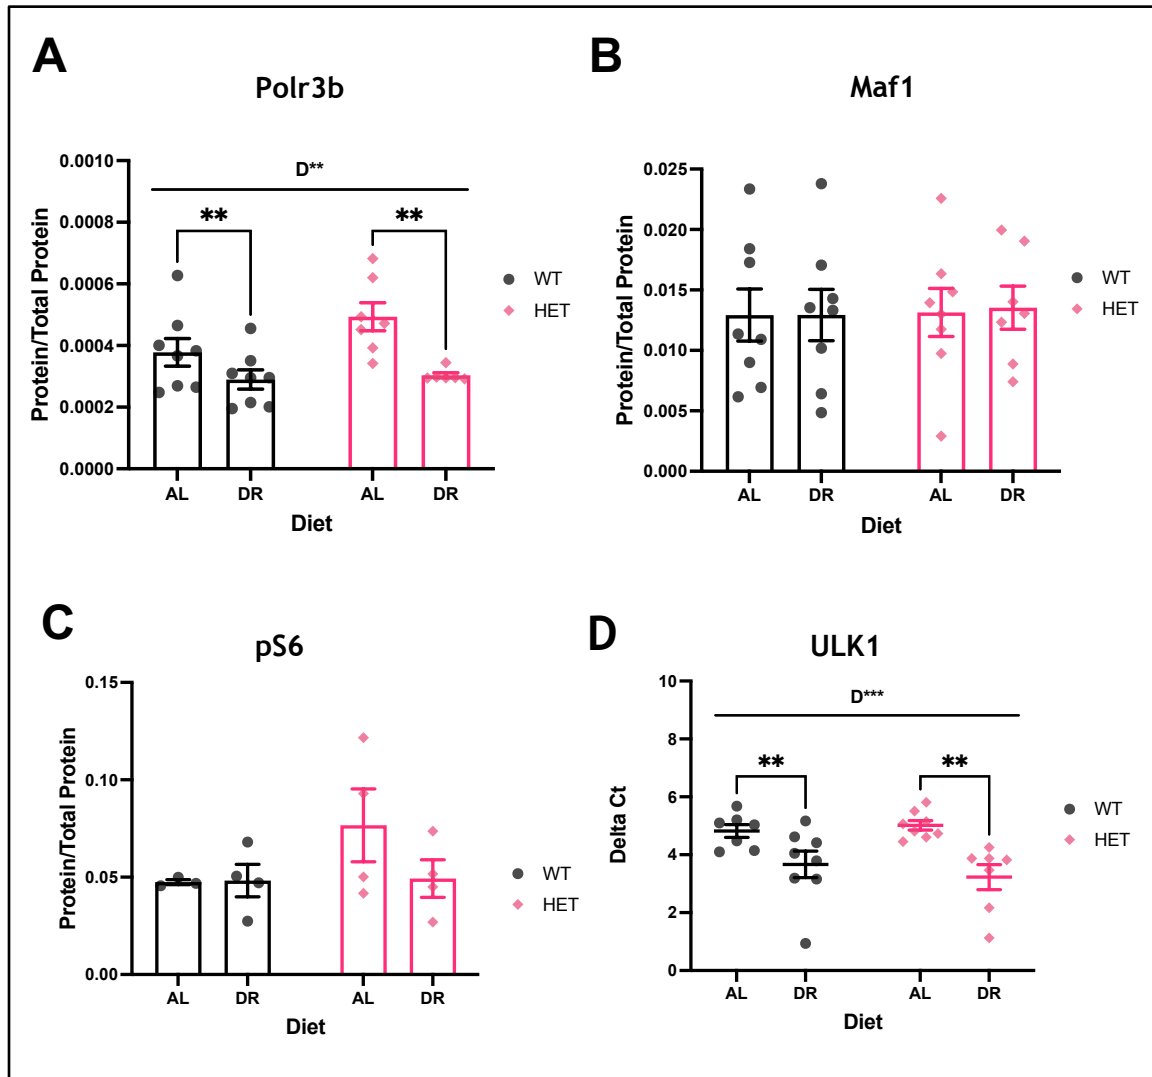 A
Polr3b
0.0010
0.0008
0.0006
0.0004
0.0002
0.0000
Protein/Total Protein
D**
**
**
AL
DR
AL
DR
Diet
WT
HET
B
Maf1
0.025
0.020
0.015
0.010
0.005
0.000
Protein/Total Protein
AL
DR
AL
DR
Diet
WT
HET
C
pS6
0.15
0.10
0.05
0.00
Protein/Total Protein
AL
DR
AL
DR
Diet
WT
HET
D
ULK1
10
8
6
4
2
0
Delta Ct
D***
**
**
AL
DR
AL
DR
Diet
WT
HET